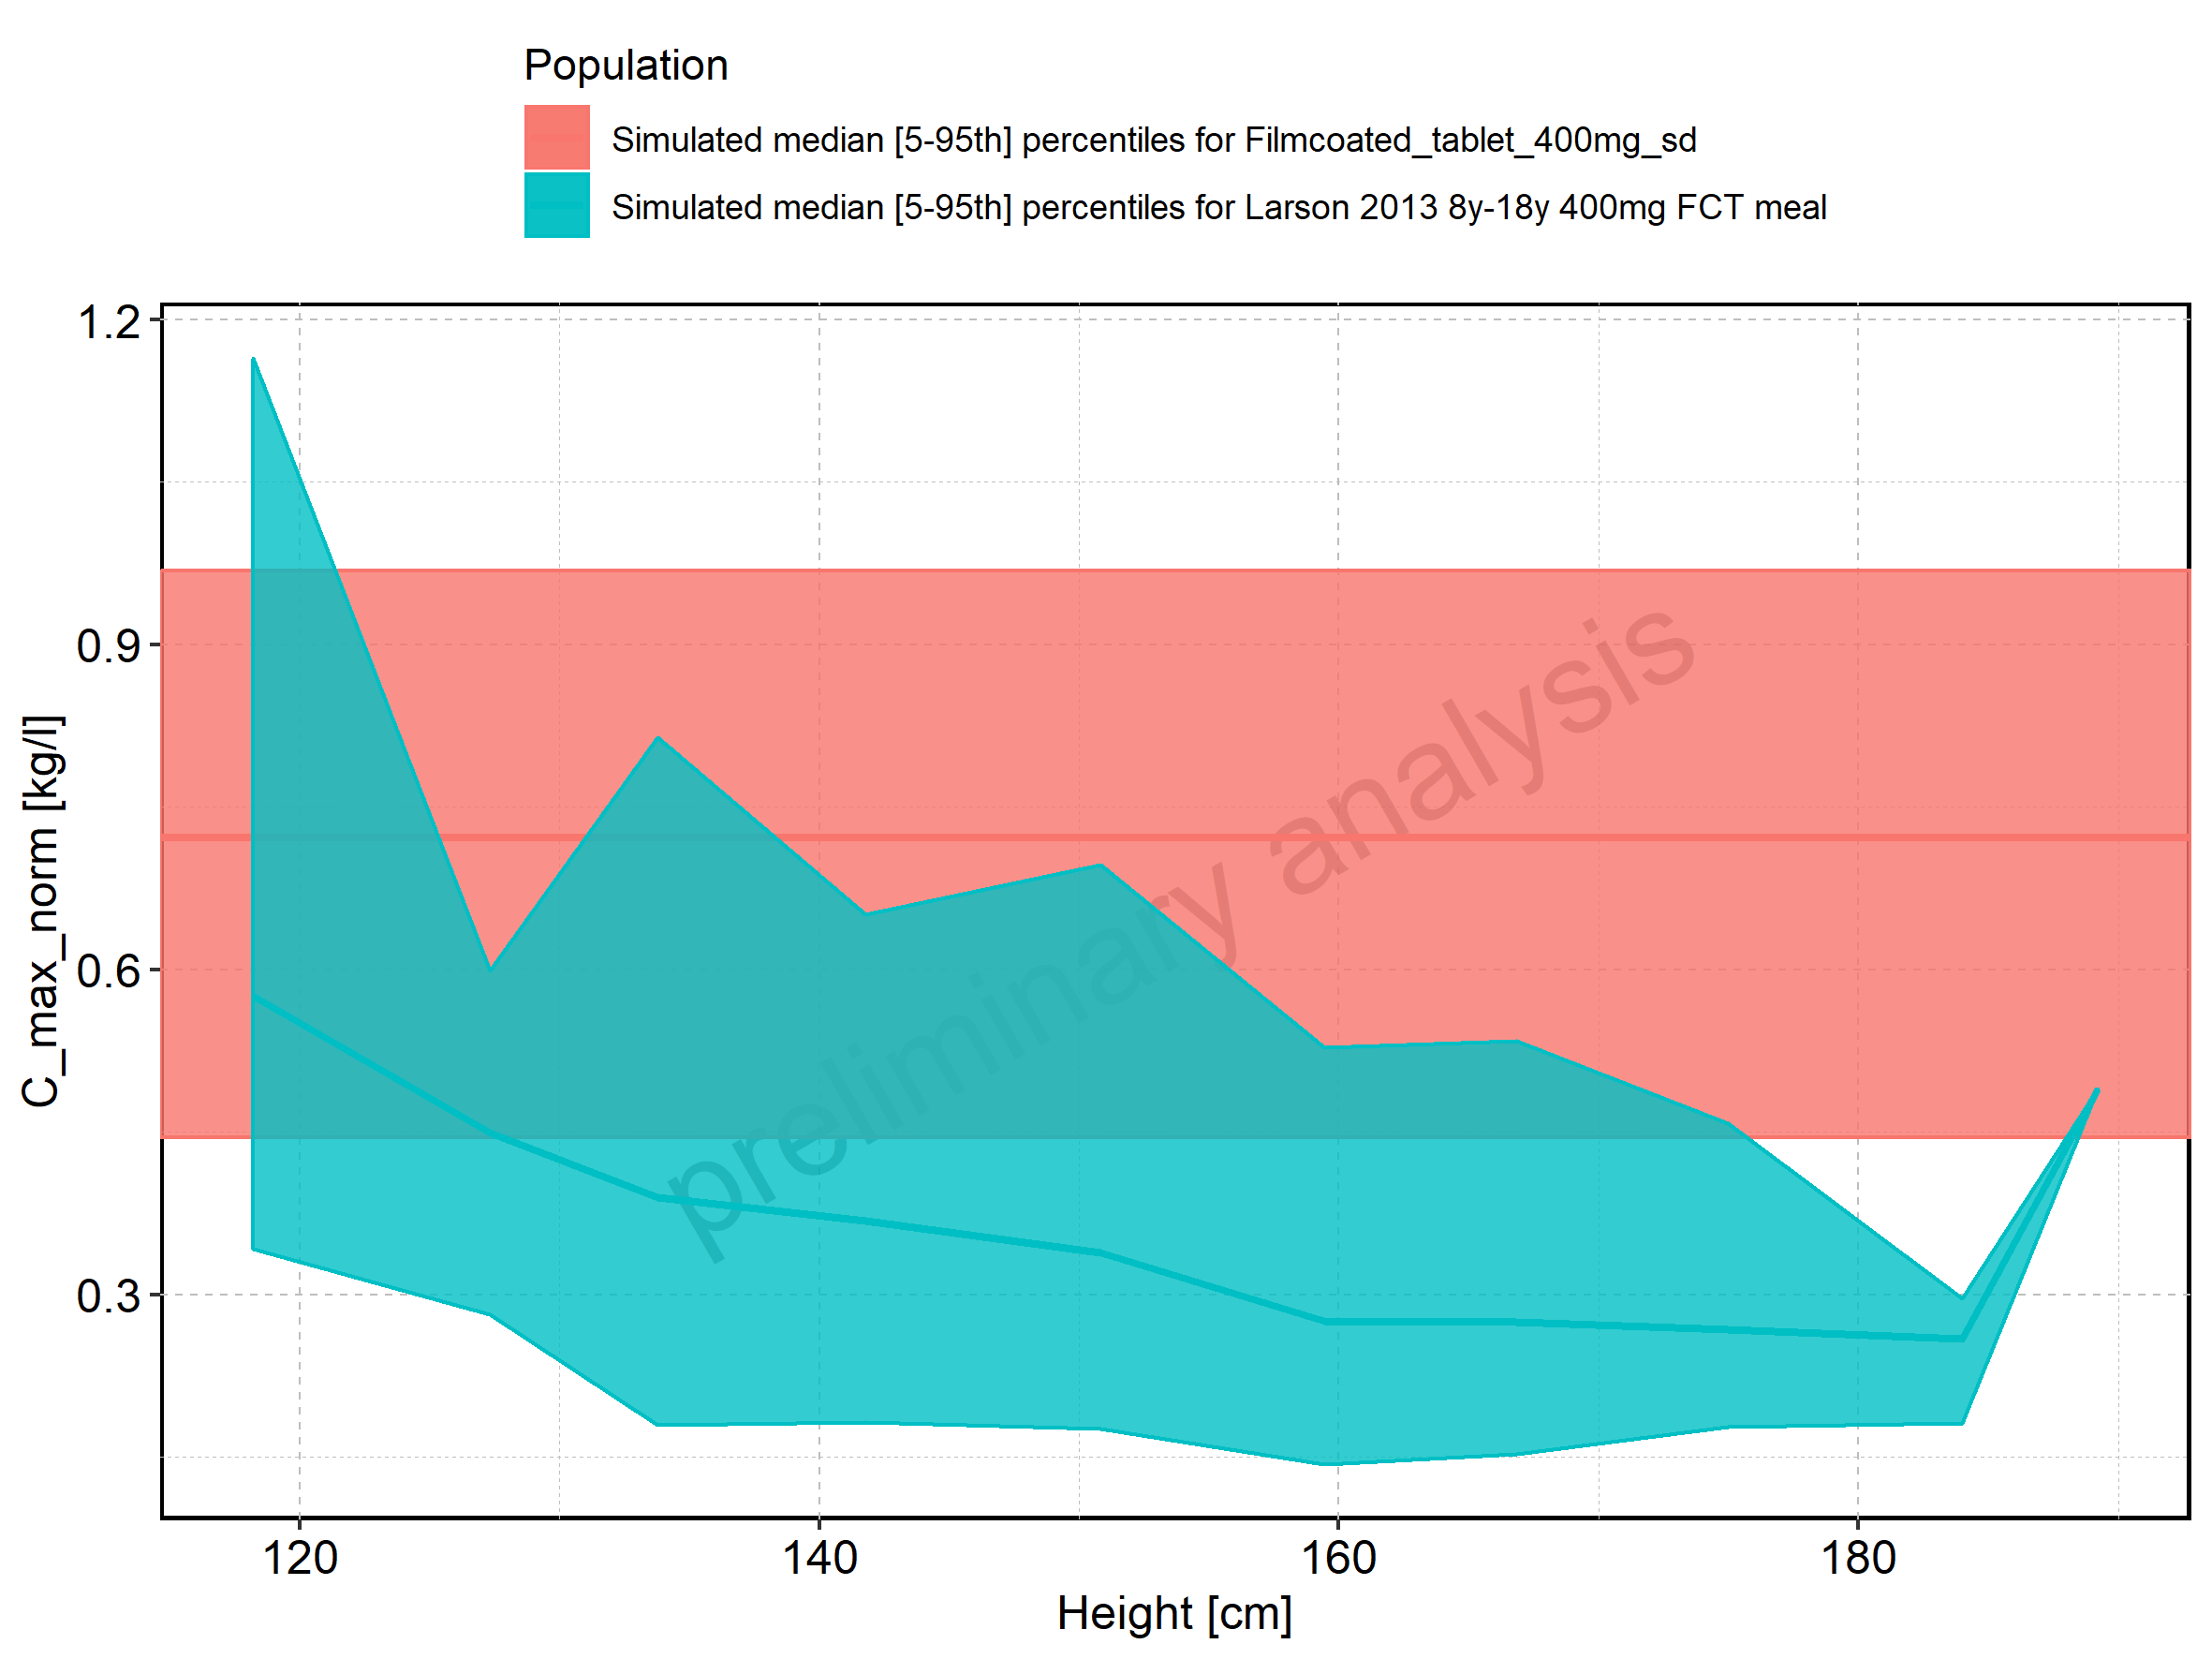 Population
Simulated median [5-95th] percentiles for Filmcoated_tablet_400mg_sd
Simulated median [5-95th] percentiles for Larson 2013 8y-18y 400mg FCT meal
1.2
0.9
0.6
0.3
C_max_norm [kg/l]
preliminary analysis
120 140 160 180
Height [cm]